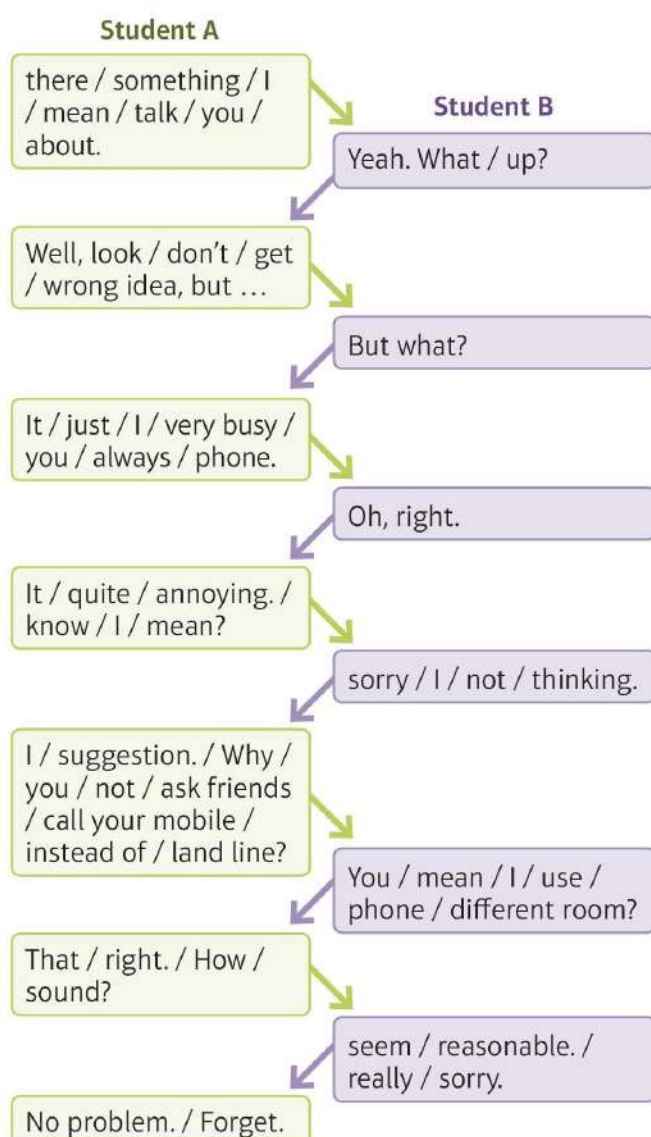 Student A
there / something / I
/ mean / talk / you /
about.
Student B
Yeah. What / up?
Well, look / don't / get
/ wrong idea, but …
But what?
It / just / I / very busy /
you / always / phone.
Oh, right.
It / quite / annoying. /
know / I / mean?
sorry / I / not / thinking.
I / suggestion. / Why /
you / not / ask friends
/ call your mobile /
instead of / land line?
You / mean / I / use /
phone / different room?
That / right. / How /
sound?
seem / reasonable. /
really / sorry.
No problem. / Forget.